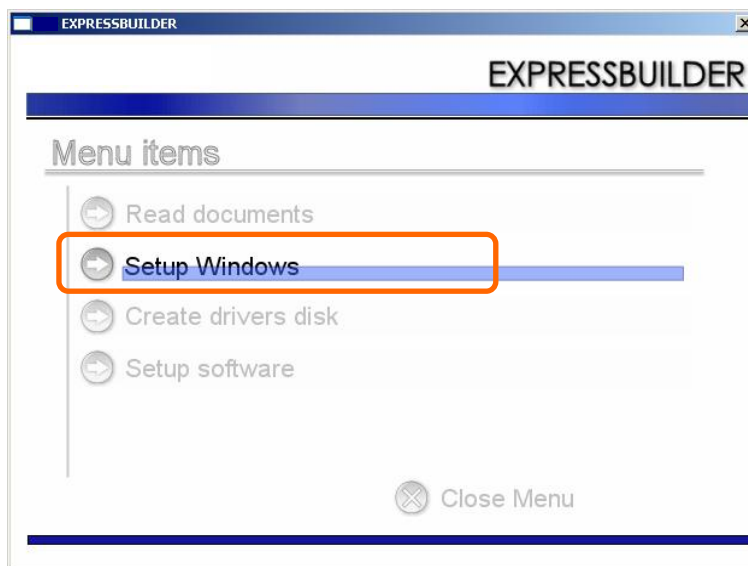 EXPRESSBUILDER
EXPRESSBUILDER
Menu items
Read documents
Setup Windows
Create drivers disk
Setup software
Close Menu